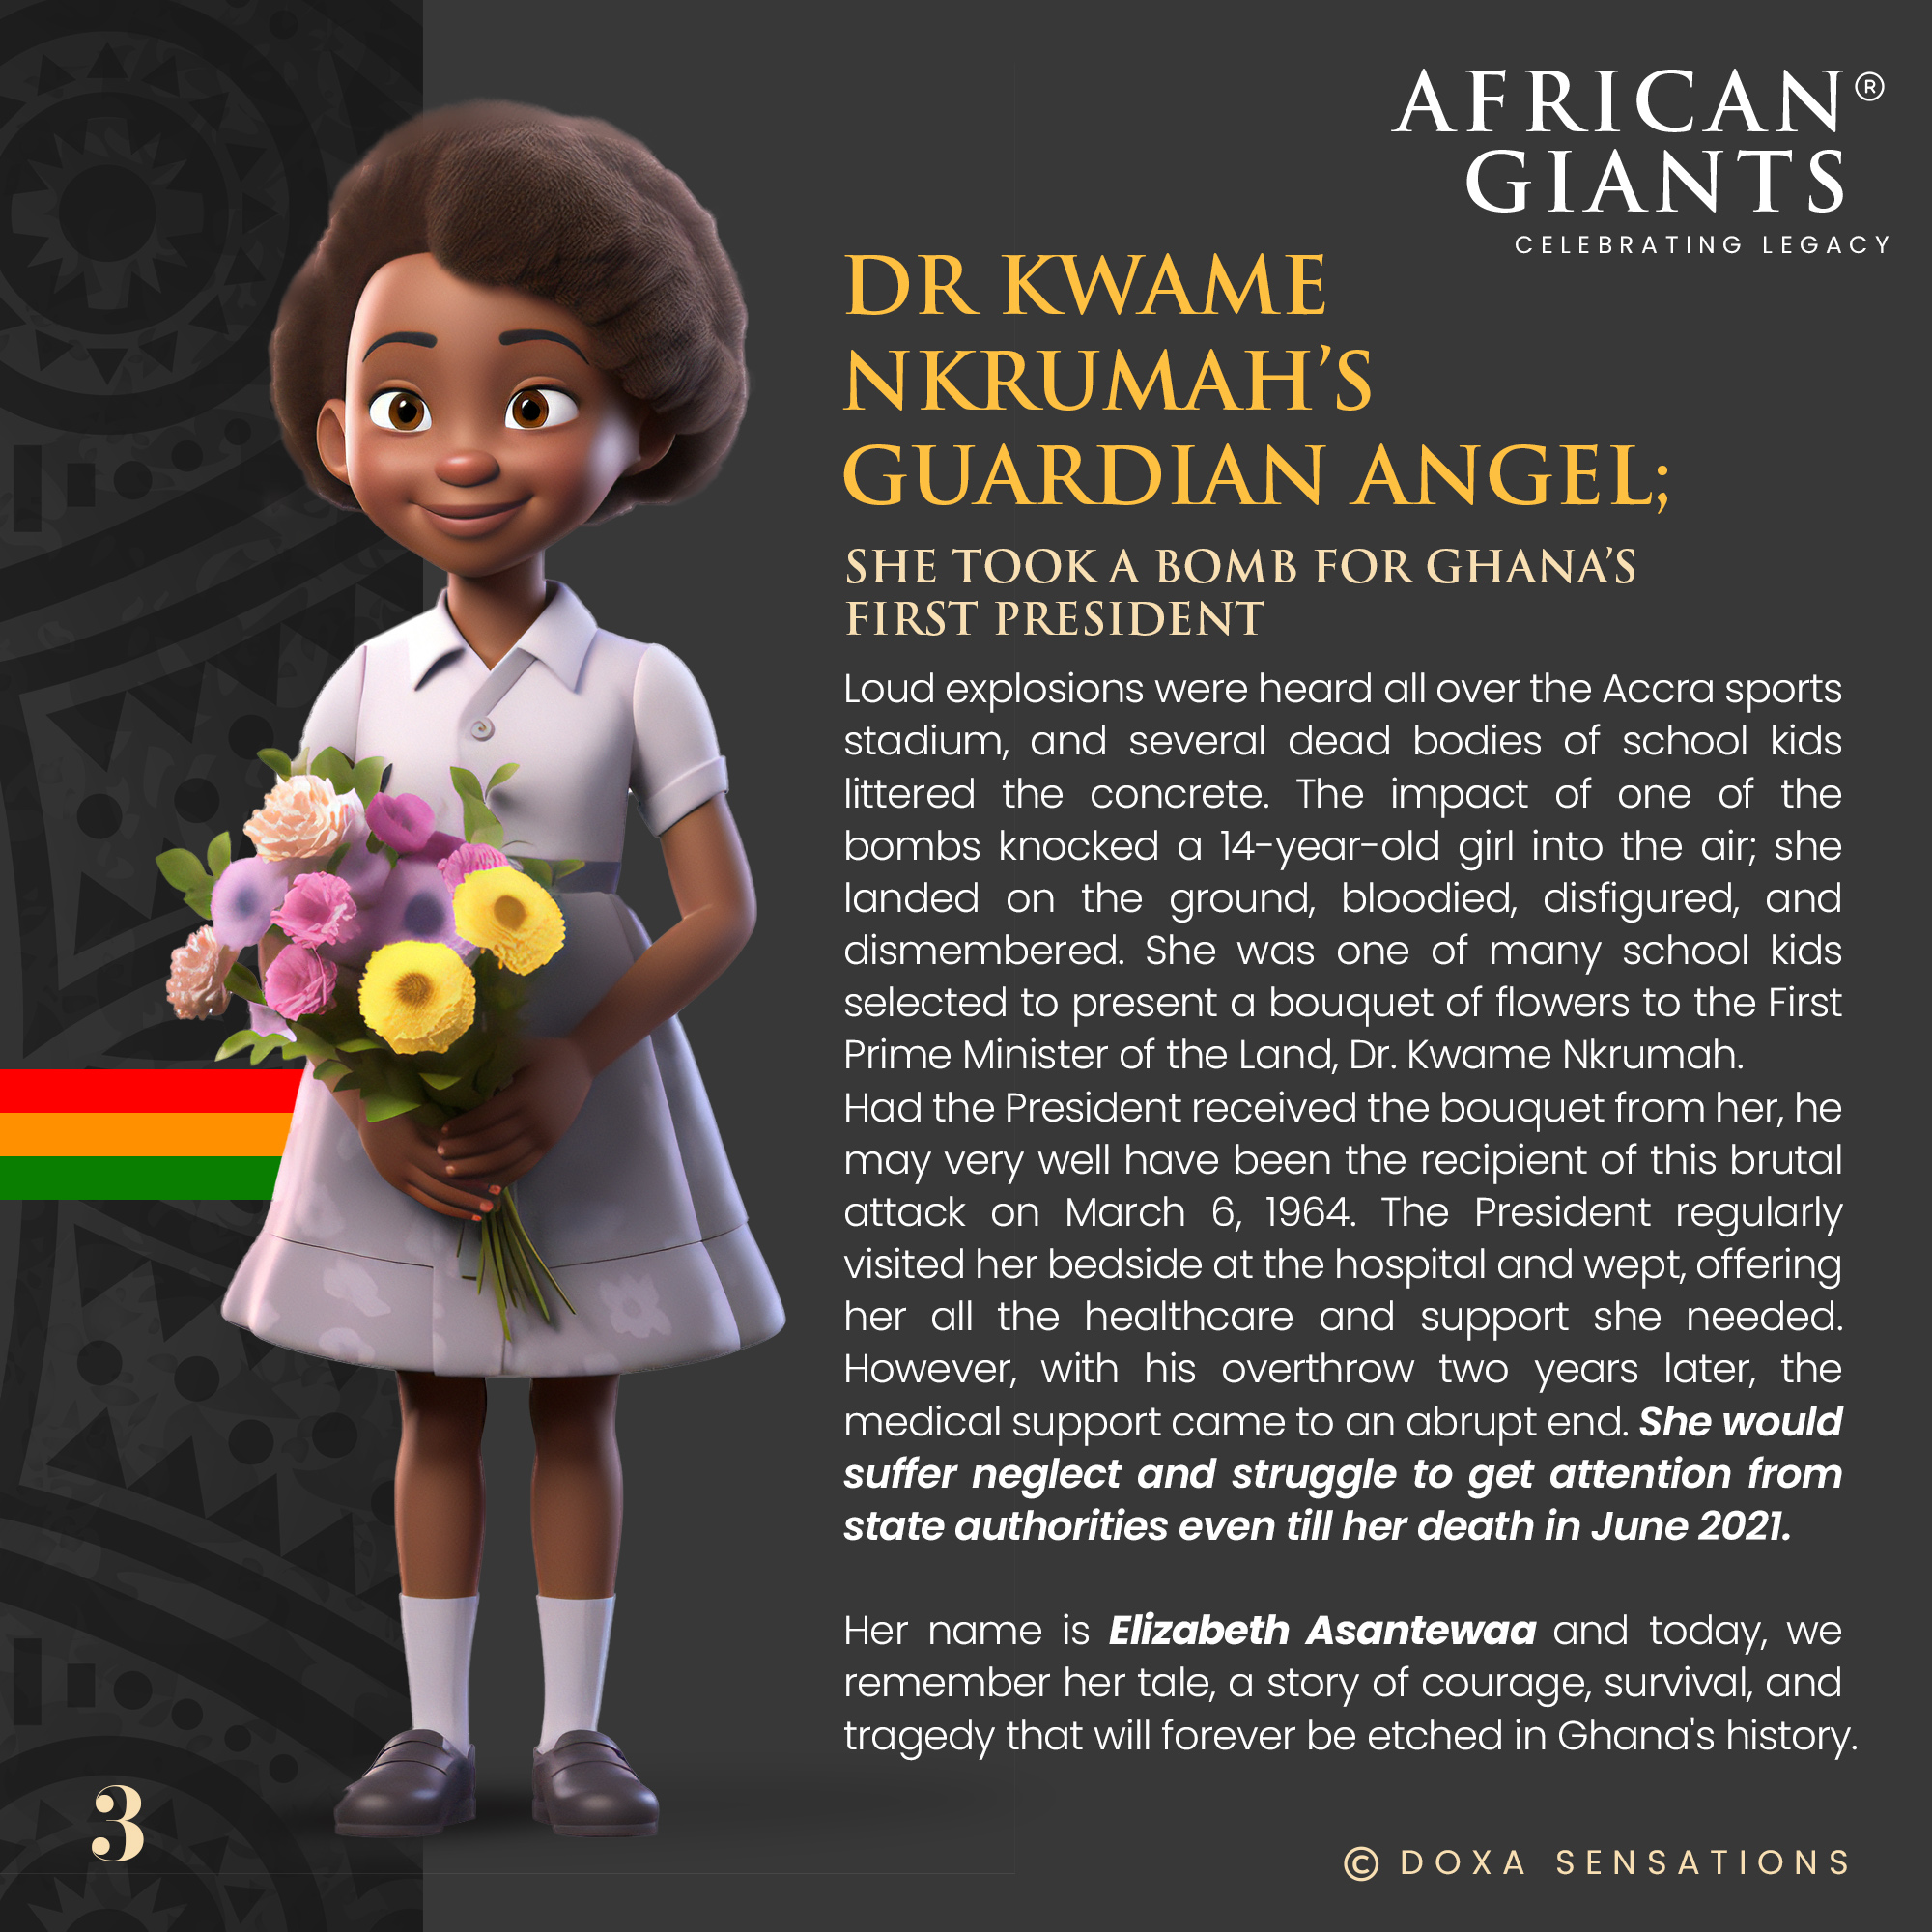 AFRICAN®
GIANTS
CELEBRATING LEGACY
DR KWAME
NKRUMAH’S
GUARDIAN ANGEL;
SHE TOOK A BOMB FOR GHANA’S
FIRST PRESIDENT
Loud explosions were heard all over the Accra sports
stadium, and several dead bodies of school kids
littered the concrete. The impact of one of the
bombs knocked a 14-year-old girl into the air; she
landed on the ground, bloodied, disfigured, and
dismembered. She was one of many school kids
selected to present a bouquet of flowers to the First
Prime Minister of the Land, Dr. Kwame Nkrumah.
Had the President received the bouquet from her, he
may very well have been the recipient of this brutal
attack on March 6, 1964. The President regularly
visited her bedside at the hospital and wept, offering
her all the healthcare and support she needed.
However, with his overthrow two years later, the
medical support came to an abrupt end. She would
suffer neglect and struggle to get attention from
state authorities even till her death in June 2021.
Her name is Elizabeth Asantewaa and today, we
remember her tale, a story of courage, survival, and
tragedy that will forever be etched in Ghana's history.
3
© DOXA SENSATIONS